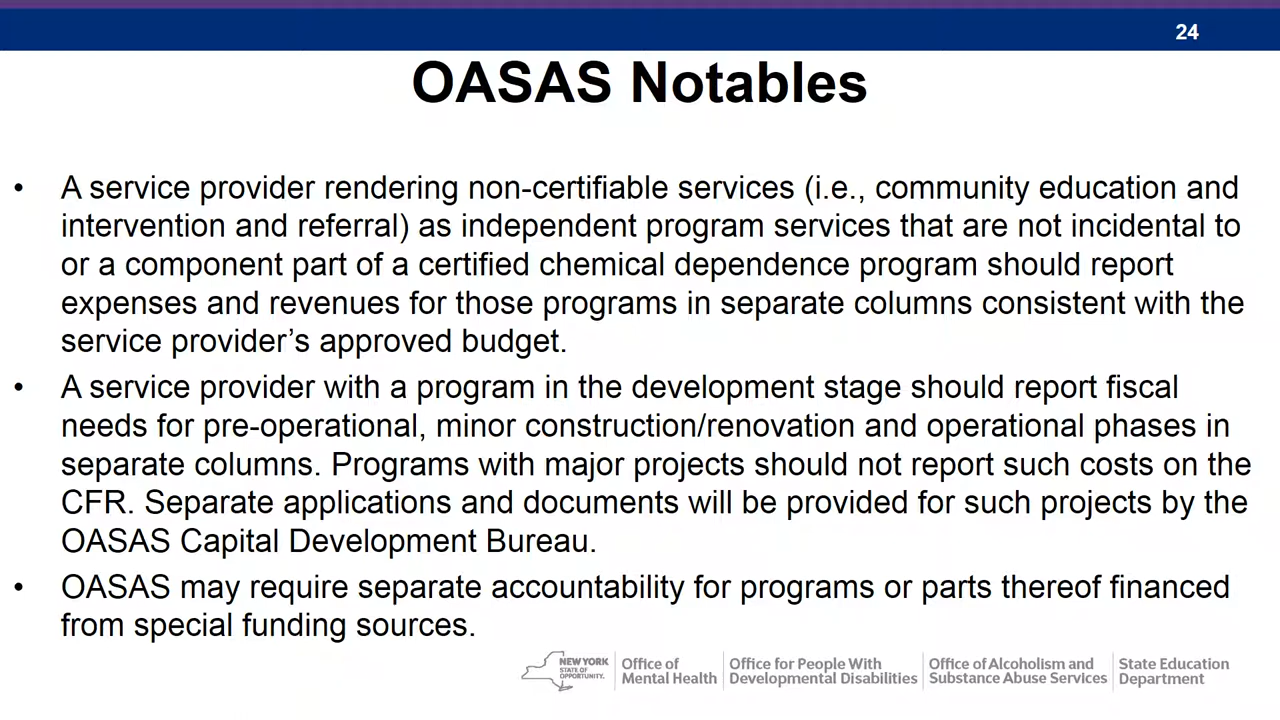 24
OASAS Notables
• A service provider rendering non-certifiable services (i.e., community education and
intervention and referral) as independent program services that are not incidental to
or a component part of a certified chemical dependence program should report
expenses and revenues for those programs in separate columns consistent with the
service provider’s approved budget.
• A service provider with a program in the development stage should report fiscal
needs for pre-operational, minor construction/renovation and operational phases in
separate columns. Programs with major projects should not report such costs on the
CFR. Separate applications and documents will be provided for such projects by the
OASAS Capital Development Bureau.
• OASAS may require separate accountability for programs or parts thereof financed
from special funding sources.
NEW YORK
STATE OF
OPPORTUNITY.
Office of
Mental Health
Office for People With
Developmental Disabilities
Office of Alcoholism and
Substance Abuse Services
State Education
Department